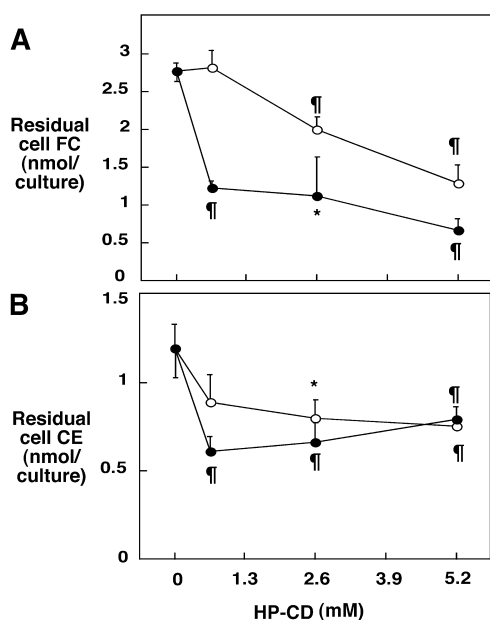 A
3
2.5
2
1.5
1
0.5
0
Residual
cell FC
(nmol/
culture)
¶
¶
¶
*
¶
B
1.5
1
0.5
0
Residual
cell CE
(nmol/
culture)
*
¶
¶
¶
¶
0 1.3 2.6 3.9 5.2
HP-CD (mM)